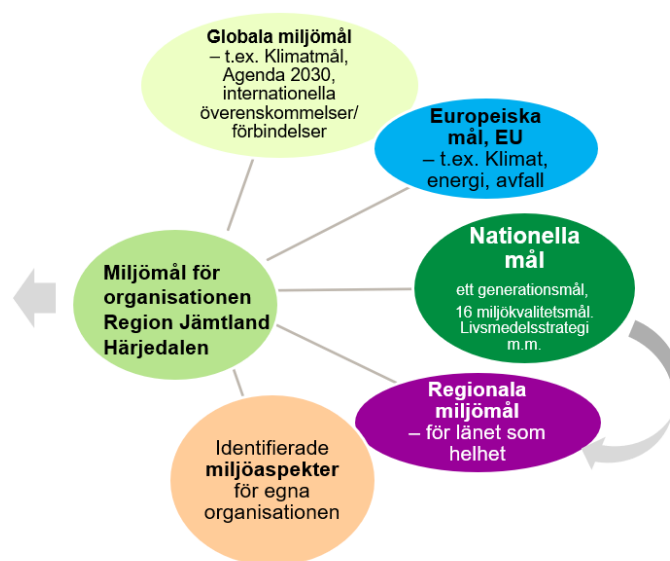 Globala miljömål
– t.ex. Klimatmål,
Agenda 2030,
internationella
överenskommelser/
förbindelser
Europeiska
mål, EU
– t.ex. Klimat,
energi, avfall
Nationella
mål
ett generationsmål,
16 miljökvalitetsmål.
Livsmedelsstrategi
m.m.
Miljömål för
organisationen
Region Jämtland
Härjedalen
Regionala
miljömål
– för länet som
helhet
Identifierade
miljöaspekter
för egna
organisationen